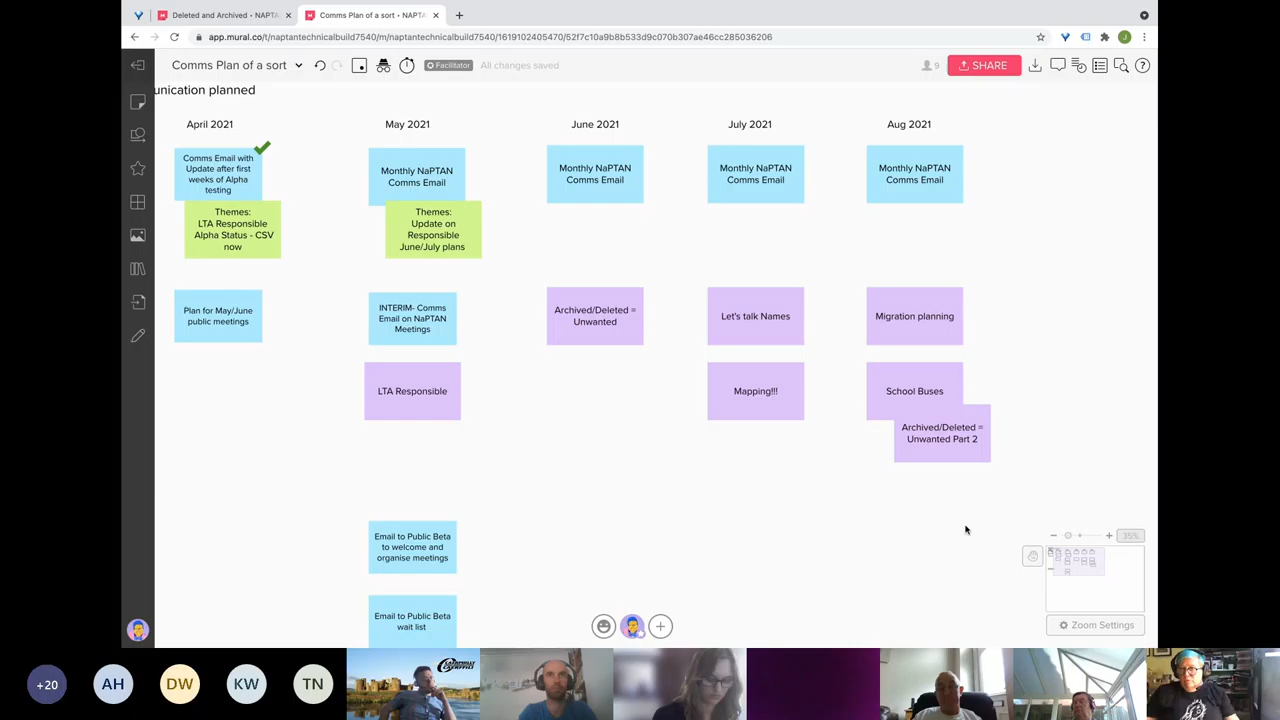 Deleted and Archived • NAPTA
Comms Plan of a sort • NAPTA
app.mural.co/t/naptantechnicalbuild7540/m/naptantechnicalbuild7540/1619102405470/52f7c10a9b8b533d9c070b307ae46cc285036206
J
Comms Plan of a sort
Facilitator
All changes saved
9
SHARE
unication planned
April 2021
May 2021
June 2021
July 2021
Aug 2021
Comms Email with
Update after first
weeks of Alpha
testing
Monthly NaPTAN
Comms Email
Monthly NaPTAN
Comms Email
Monthly NaPTAN
Comms Email
Monthly NaPTAN
Comms Email
Themes:
LTA Responsible
Alpha Status - CSV
now
Themes:
Update on
Responsible
June/July plans
Plan for May/June
public meetings
INTERIM- Comms
Email on NaPTAN
Meetings
Archived/Deleted =
Unwanted
Let's talk Names
Migration planning
LTA Responsible
Mapping!!!
School Buses
Archived/Deleted =
Unwanted Part 2
Email to Public Beta
to welcome and
organise meetings
Email to Public Beta
wait list
35%
Zoom Settings
+20
AH
DW
KW
TN